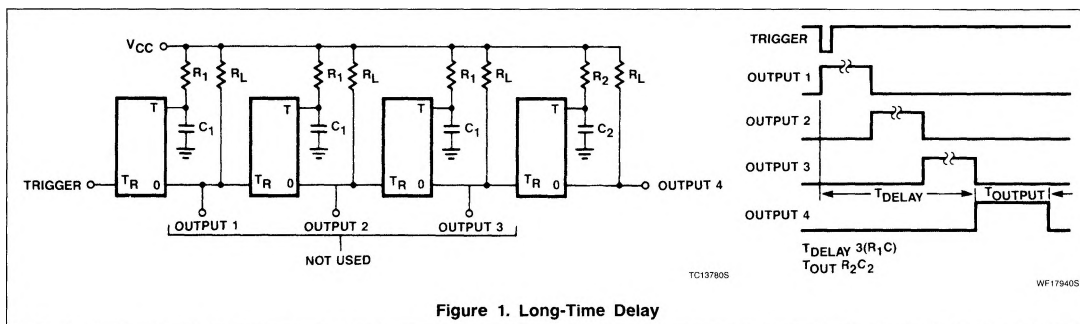 VCC
R1 RL R1 RL R1 RL R2 RL
T T T T
C1 C1 C1 C2
TRIGGER TR 0 TR 0 TR 0 TR 0 OUTPUT 4
OUTPUT 1 OUTPUT 2 OUTPUT 3
NOT USED
TC13780S
TRIGGER
OUTPUT 1
OUTPUT 2
OUTPUT 3
TDELAY TOUTPUT
OUTPUT 4
TDELAY 3(R1C)
TOUT R2C2
WF17940S
Figure 1. Long-Time Delay